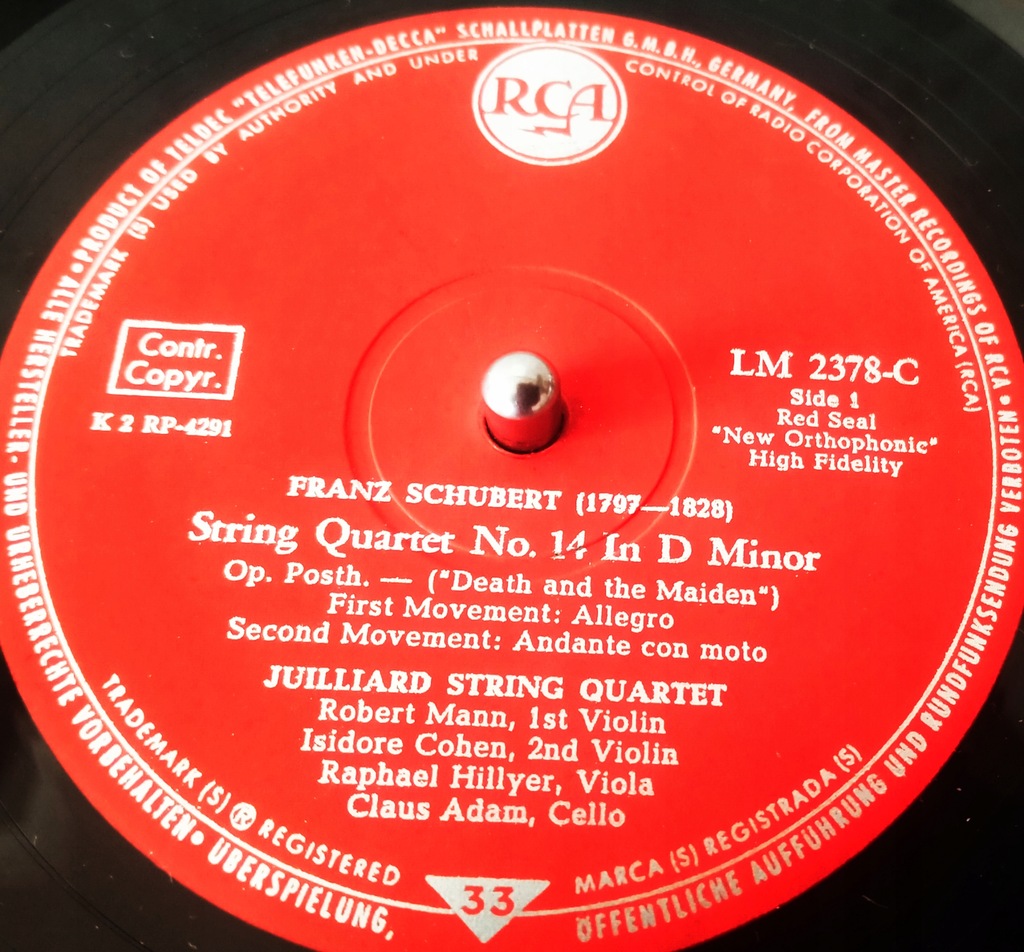 • PRODUCT OF TELDEC "TELEFUNKEN-DECCA" SCHALLPLATTEN G.M.B.H., GERMANY, FROM MASTER RECORDINGS OF RCA •
ALLE HERSTELLER- UND URHEBERRECHTE VORBEHALTEN • ÜBERSPIELUNG,
ÖFFENTLICHE AUFFÜHRUNG UND RUNDFUNKSENDUNG VERBOTEN
TRADEMARK (S) USED BY AUTHORITY AND UNDER CONTROL OF RADIO CORPORATION OF AMERICA (RCA)
RCA
Contr.
Copyr.
K 2 RP-4291
LM 2378-C
Side 1
Red Seal
"New Orthophonic"
High Fidelity
FRANZ SCHUBERT (1797—1828)
String Quartet No. 14 In D Minor
Op. Posth. — ("Death and the Maiden")
First Movement: Allegro
Second Movement: Andante con moto
JUILLIARD STRING QUARTET
Robert Mann, 1st Violin
Isidore Cohen, 2nd Violin
Raphael Hillyer, Viola
Claus Adam, Cello
TRADEMARK (S) ® REGISTERED
MARCA (S) REGISTRADA (S)
33